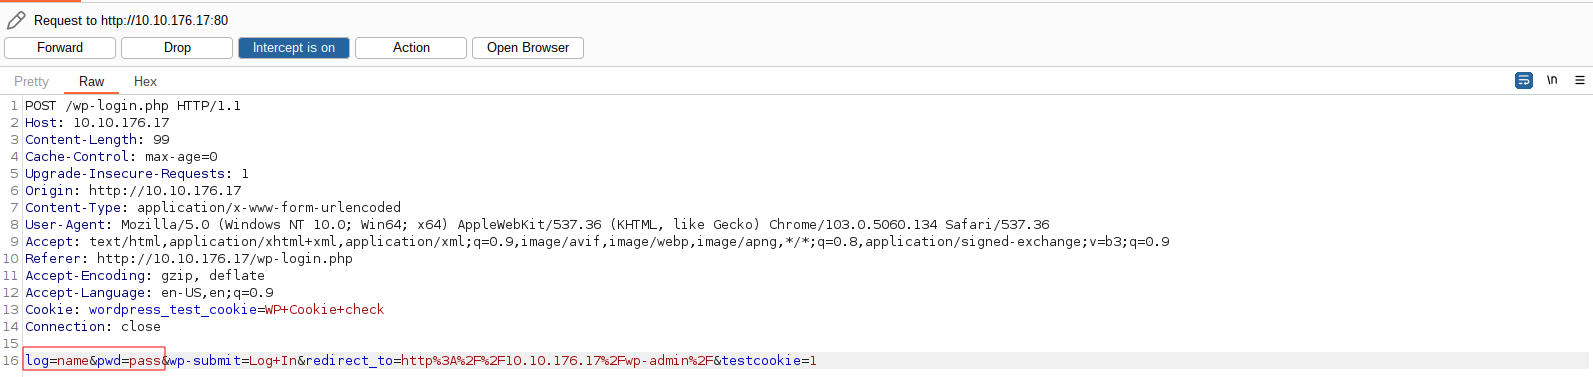 Request to http://10.10.176.17:80
Forward Drop Intercept is on Action Open Browser
Pretty Raw Hex \n
1 POST /wp-login.php HTTP/1.1
2 Host: 10.10.176.17
3 Content-Length: 99
4 Cache-Control: max-age=0
5 Upgrade-Insecure-Requests: 1
6 Origin: http://10.10.176.17
7 Content-Type: application/x-www-form-urlencoded
8 User-Agent: Mozilla/5.0 (Windows NT 10.0; Win64; x64) AppleWebKit/537.36 (KHTML, like Gecko) Chrome/103.0.5060.134 Safari/537.36
9 Accept: text/html,application/xhtml+xml,application/xml;q=0.9,image/avif,image/webp,image/apng,*/*;q=0.8,application/signed-exchange;v=b3;q=0.9
10 Referer: http://10.10.176.17/wp-login.php
11 Accept-Encoding: gzip, deflate
12 Accept-Language: en-US,en;q=0.9
13 Cookie: wordpress_test_cookie=WP+Cookie+check
14 Connection: close
15
16 log=name&pwd=pass&wp-submit=Log+In&redirect_to=http%3A%2F%2F10.10.176.17%2Fwp-admin%2F&testcookie=1